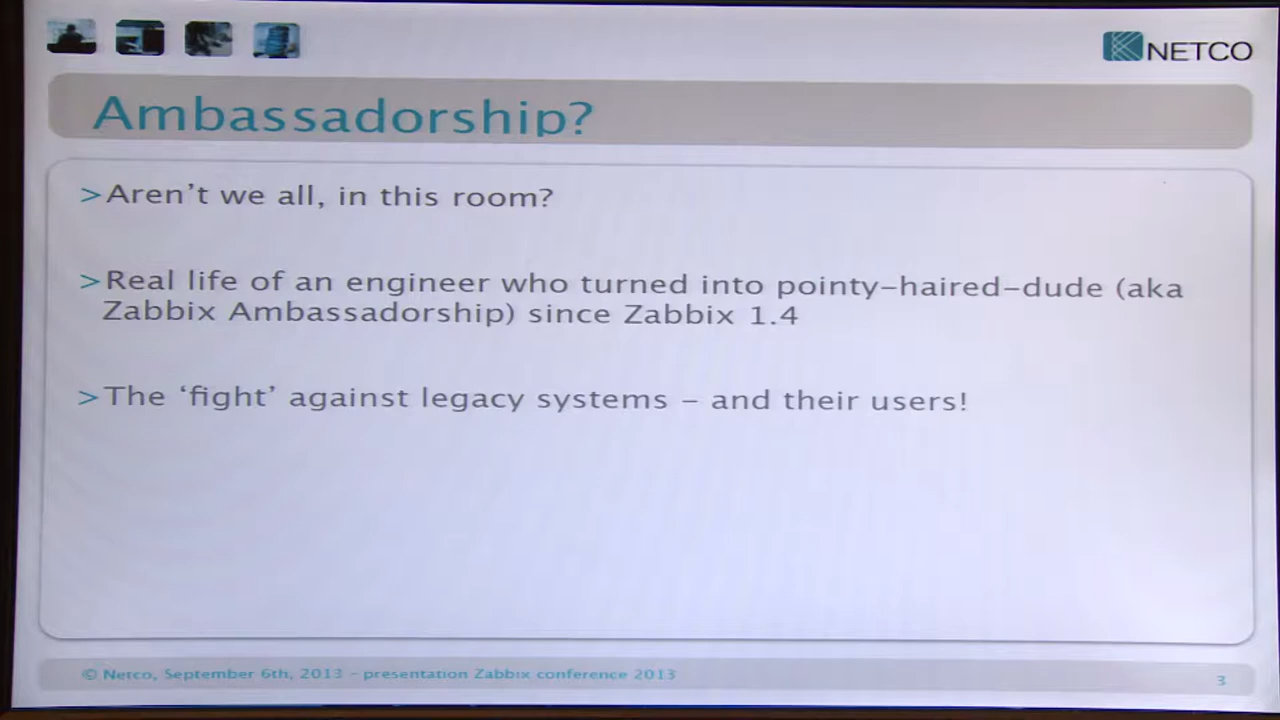 NETCO
Ambassadorship?
>Aren't we all, in this room?
>Real life of an engineer who turned into pointy-haired-dude (aka
Zabbix Ambassadorship) since Zabbix 1.4
>The ‘fight’ against legacy systems – and their users!
© Netco, September 6th, 2013 - presentation Zabbix conference 2013
3